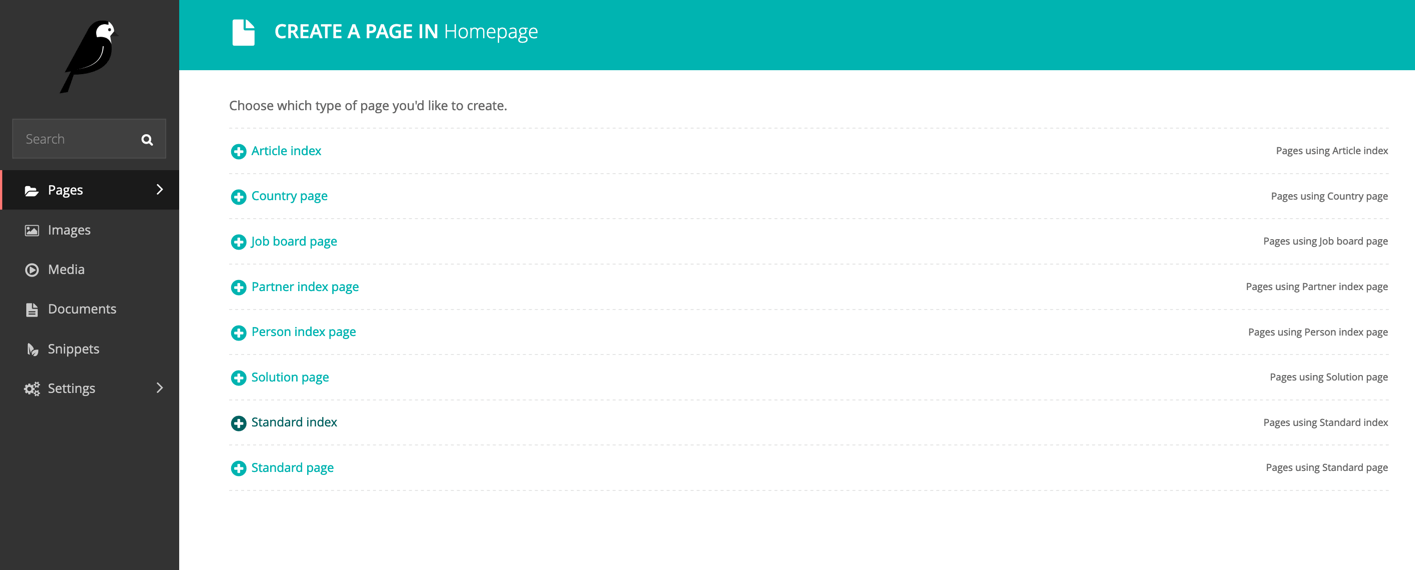 CREATE A PAGE IN Homepage
Search
Pages
Images
Media
Documents
Snippets
Settings
Choose which type of page you'd like to create.
Article index Pages using Article index
Country page Pages using Country page
Job board page Pages using Job board page
Partner index page Pages using Partner index page
Person index page Pages using Person index page
Solution page Pages using Solution page
Standard index Pages using Standard index
Standard page Pages using Standard page